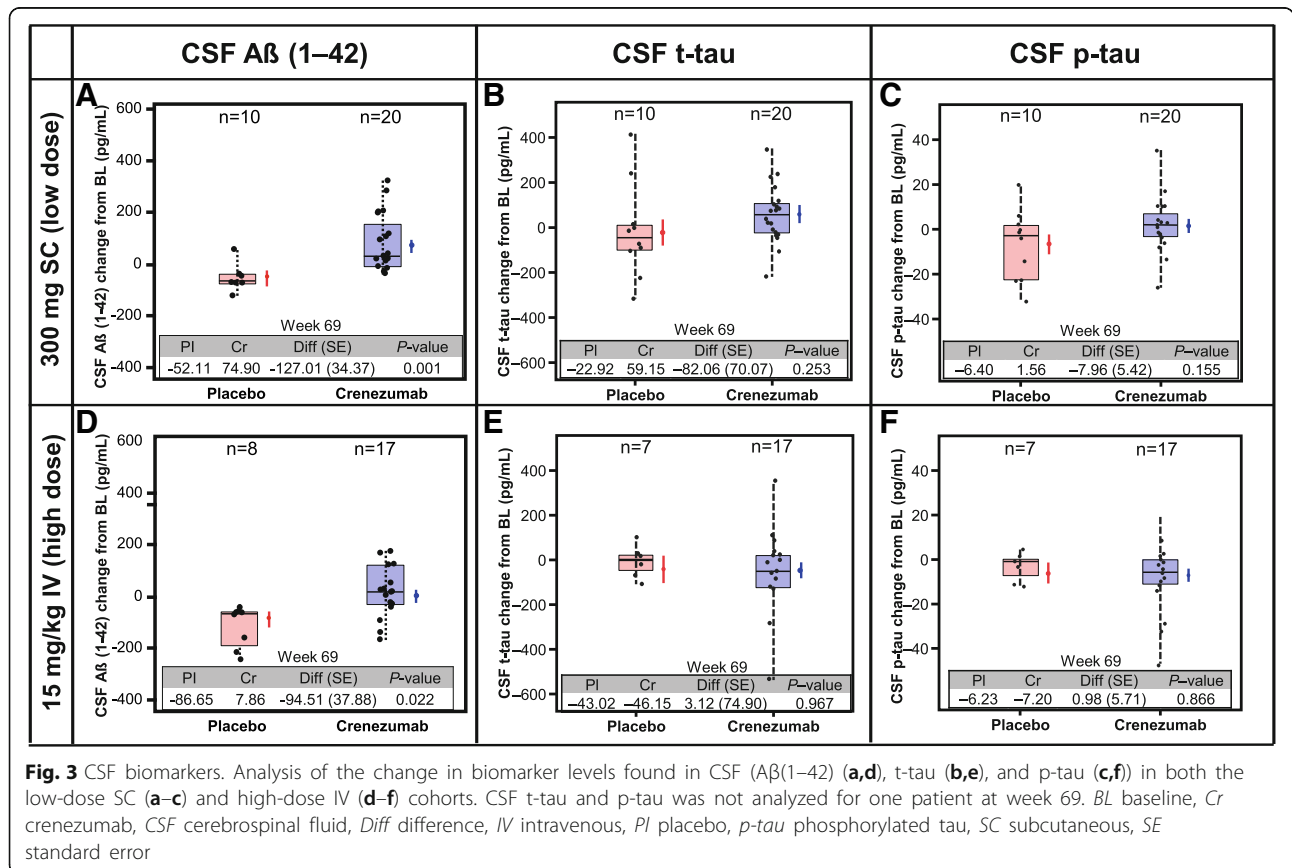 CSF Aß (1–42)
CSF t-tau
CSF p-tau
300 mg SC (low dose)
A
CSF Aß (1-42) change from BL (pg/mL)
600
400
200
0
-200
-400
n=10
n=20
Week 69
Pl Cr Diff (SE) P-value
-52.11 74.90 -127.01 (34.37) 0.001
Placebo Crenezumab
B
CSF t-tau change from BL (pg/mL)
400
200
0
−200
−400
−600
n=10
n=20
Week 69
Pl Cr Diff (SE) P-value
−22.92 59.15 −82.06 (70.07) 0.253
Placebo Crenezumab
C
CSF p-tau change from BL (pg/mL)
40
20
0
−20
−40
n=10
n=20
Week 69
Pl Cr Diff (SE) P-value
−6.40 1.56 −7.96 (5.42) 0.155
Placebo Crenezumab
15 mg/kg IV (high dose)
D
CSF Aß (1-42) change from BL (pg/mL)
600
400
200
0
-200
-400
n=8
n=17
Week 69
Pl Cr Diff (SE) P-value
−86.65 7.86 -94.51 (37.88) 0.022
Placebo Crenezumab
E
CSF t-tau change from BL (pg/mL)
400
200
0
−200
−400
−600
n=7
n=17
Week 69
Pl Cr Diff (SE) P-value
−43.02 −46.15 3.12 (74.90) 0.967
Placebo Crenezumab
F
CSF p-tau change from BL (pg/mL)
40
20
0
−20
−40
n=7
n=17
Week 69
Pl Cr Diff (SE) P-value
−6.23 −7.20 0.98 (5.71) 0.866
Placebo Crenezumab
Fig. 3 CSF biomarkers. Analysis of the change in biomarker levels found in CSF (Aβ(1–42) (a,d), t-tau (b,e), and p-tau (c,f)) in both the
low-dose SC (a–c) and high-dose IV (d–f) cohorts. CSF t-tau and p-tau was not analyzed for one patient at week 69. BL baseline, Cr
crenezumab, CSF cerebrospinal fluid, Diff difference, IV intravenous, Pl placebo, p-tau phosphorylated tau, SC subcutaneous, SE
standard error